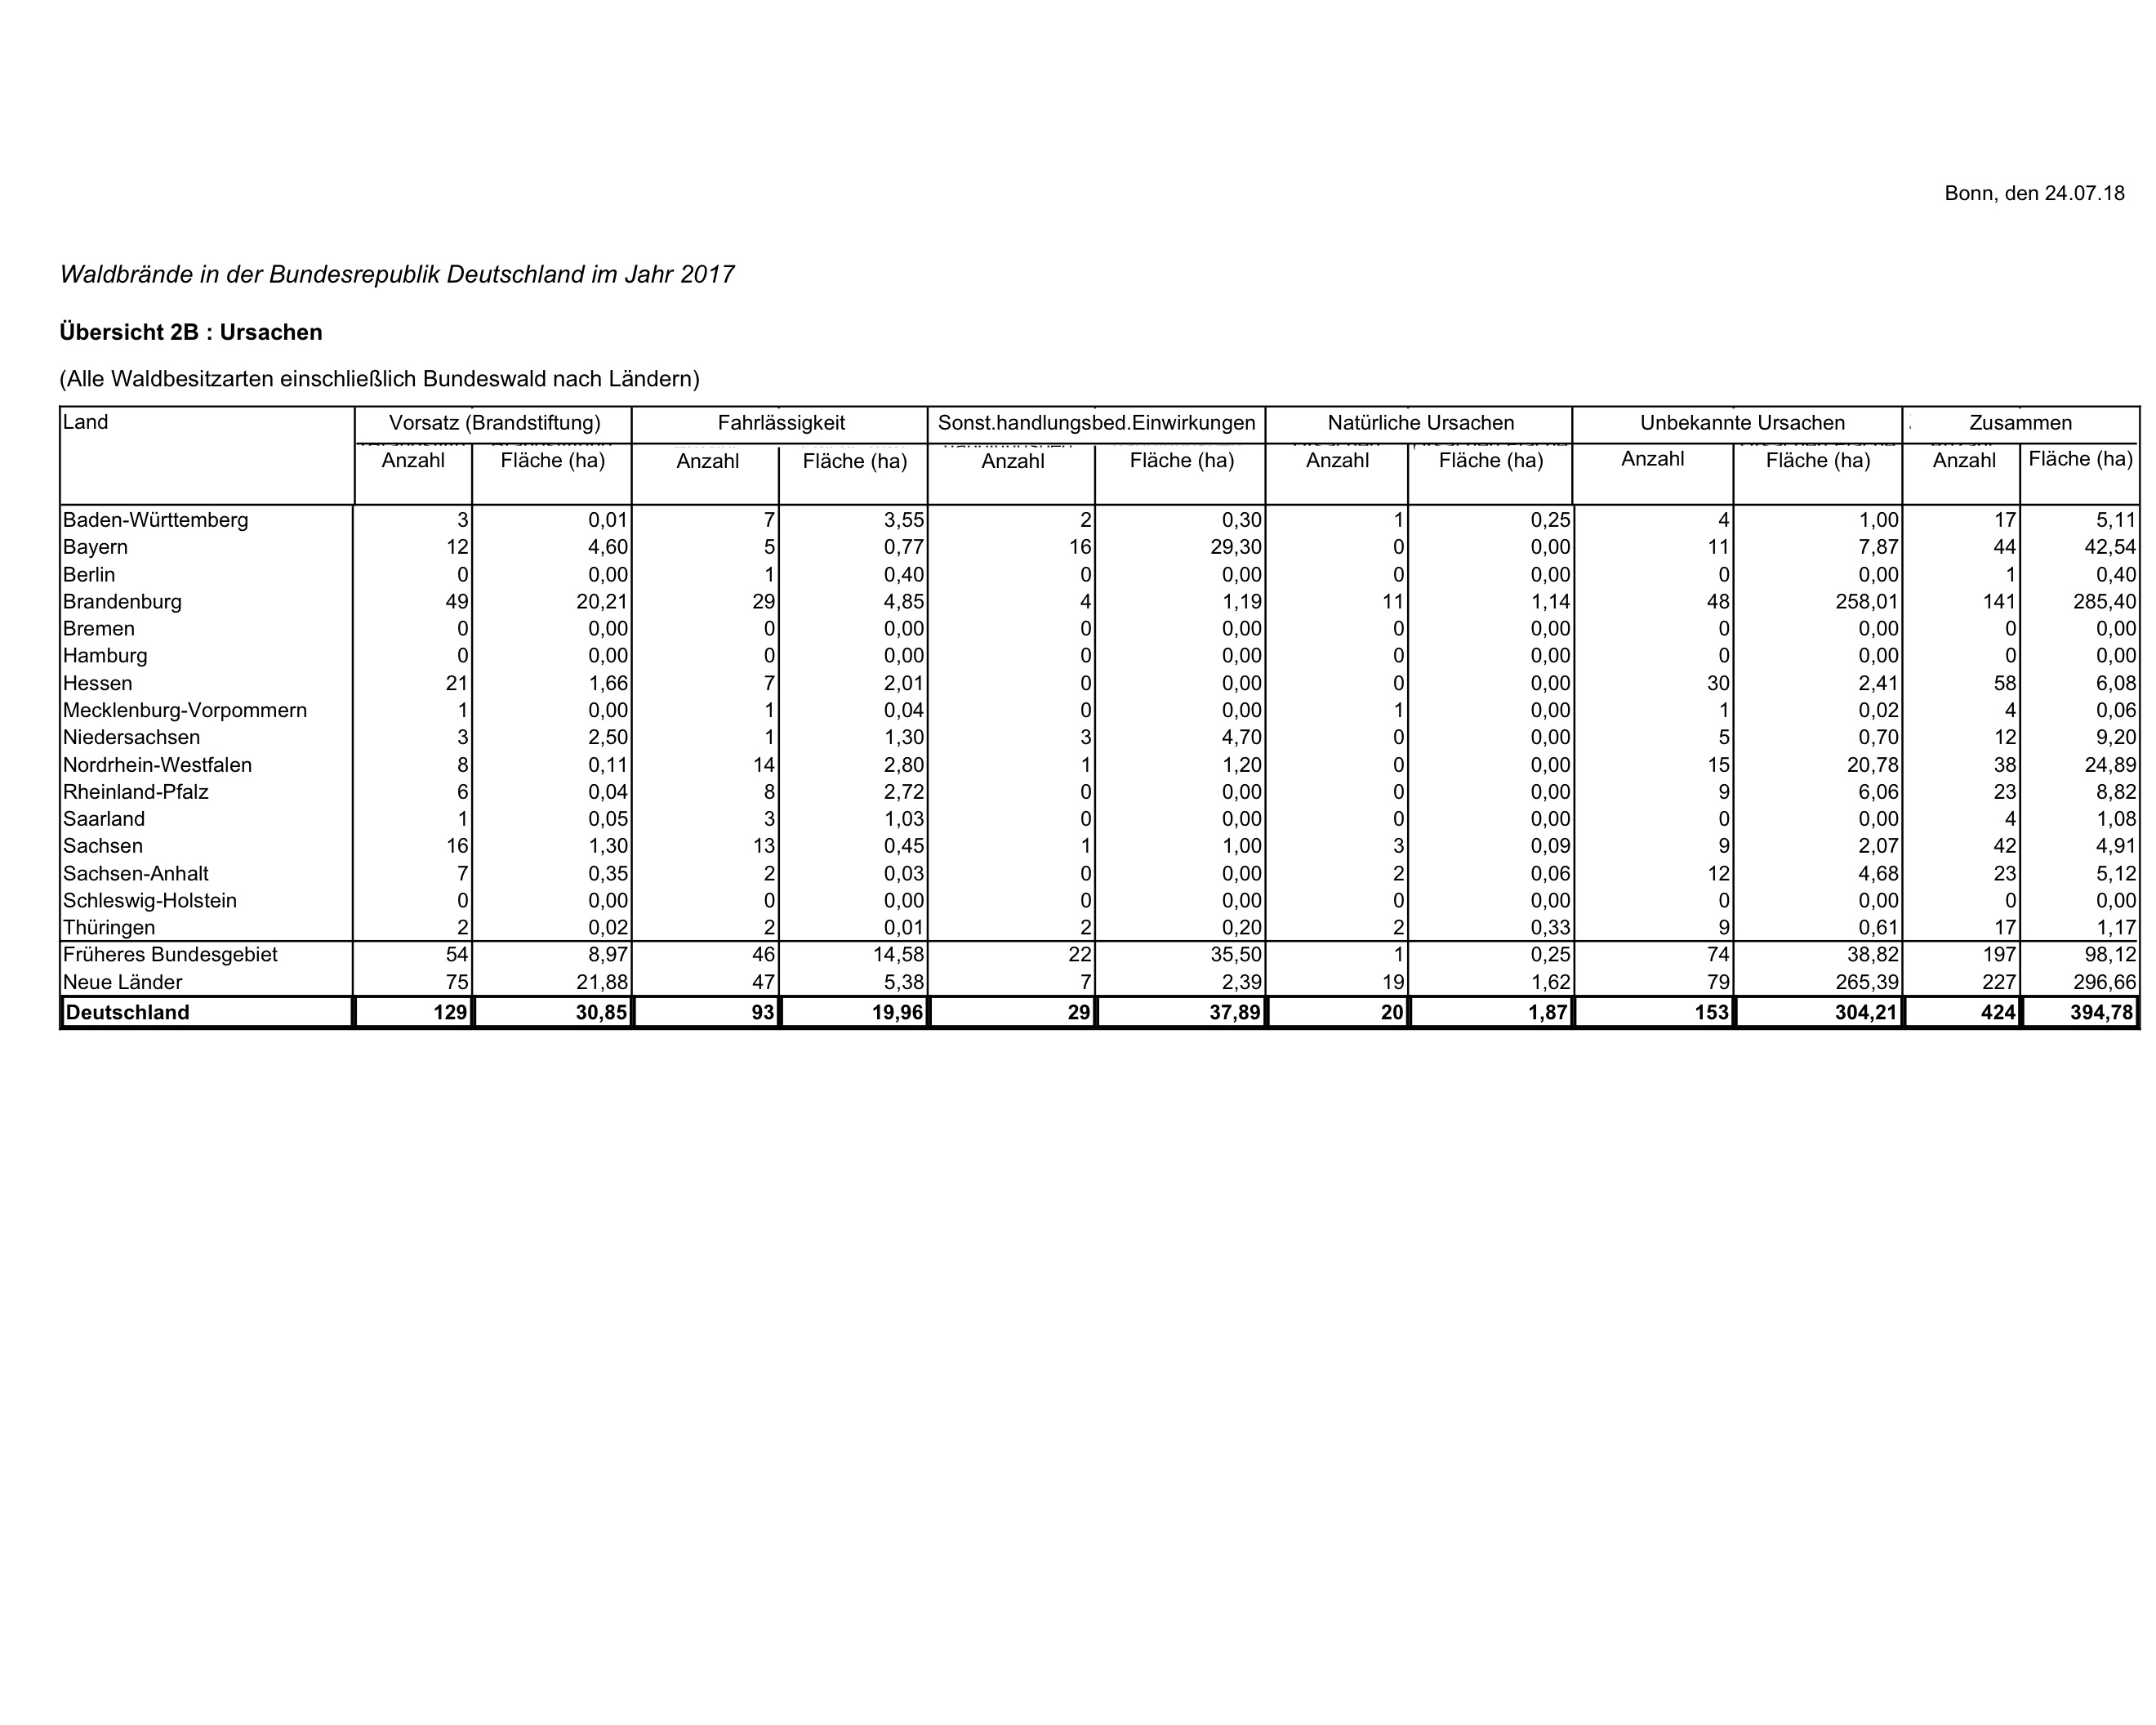 Bonn, den 24.07.18
Waldbrände in der Bundesrepublik Deutschland im Jahr 2017
Übersicht 2B : Ursachen
(Alle Waldbesitzarten einschließlich Bundeswald nach Ländern)
Land Vorsatz (Brandstiftung) Fahrlässigkeit Sonst.handlungsbed.Einwirkungen Natürliche Ursachen Unbekannte Ursachen Zusammen
Anzahl Fläche (ha) Anzahl Fläche (ha) Anzahl Fläche (ha) Anzahl Fläche (ha) Anzahl Fläche (ha) Anzahl Fläche (ha)
Baden-Württemberg 3 0,01 7 3,55 2 0,30 1 0,25 4 1,00 17 5,11
Bayern 12 4,60 5 0,77 16 29,30 0 0,00 11 7,87 44 42,54
Berlin 0 0,00 1 0,40 0 0,00 0 0,00 0 0,00 1 0,40
Brandenburg 49 20,21 29 4,85 4 1,19 11 1,14 48 258,01 141 285,40
Bremen 0 0,00 0 0,00 0 0,00 0 0,00 0 0,00 0 0,00
Hamburg 0 0,00 0 0,00 0 0,00 0 0,00 0 0,00 0 0,00
Hessen 21 1,66 7 2,01 0 0,00 0 0,00 30 2,41 58 6,08
Mecklenburg-Vorpommern 1 0,00 1 0,04 0 0,00 1 0,00 1 0,02 4 0,06
Niedersachsen 3 2,50 1 1,30 3 4,70 0 0,00 5 0,70 12 9,20
Nordrhein-Westfalen 8 0,11 14 2,80 1 1,20 0 0,00 15 20,78 38 24,89
Rheinland-Pfalz 6 0,04 8 2,72 0 0,00 0 0,00 9 6,06 23 8,82
Saarland 1 0,05 3 1,03 0 0,00 0 0,00 0 0,00 4 1,08
Sachsen 16 1,30 13 0,45 1 1,00 3 0,09 9 2,07 42 4,91
Sachsen-Anhalt 7 0,35 2 0,03 0 0,00 2 0,06 12 4,68 23 5,12
Schleswig-Holstein 0 0,00 0 0,00 0 0,00 0 0,00 0 0,00 0 0,00
Thüringen 2 0,02 2 0,01 2 0,20 2 0,33 9 0,61 17 1,17
Früheres Bundesgebiet 54 8,97 46 14,58 22 35,50 1 0,25 74 38,82 197 98,12
Neue Länder 75 21,88 47 5,38 7 2,39 19 1,62 79 265,39 227 296,66
Deutschland 129 30,85 93 19,96 29 37,89 20 1,87 153 304,21 424 394,78